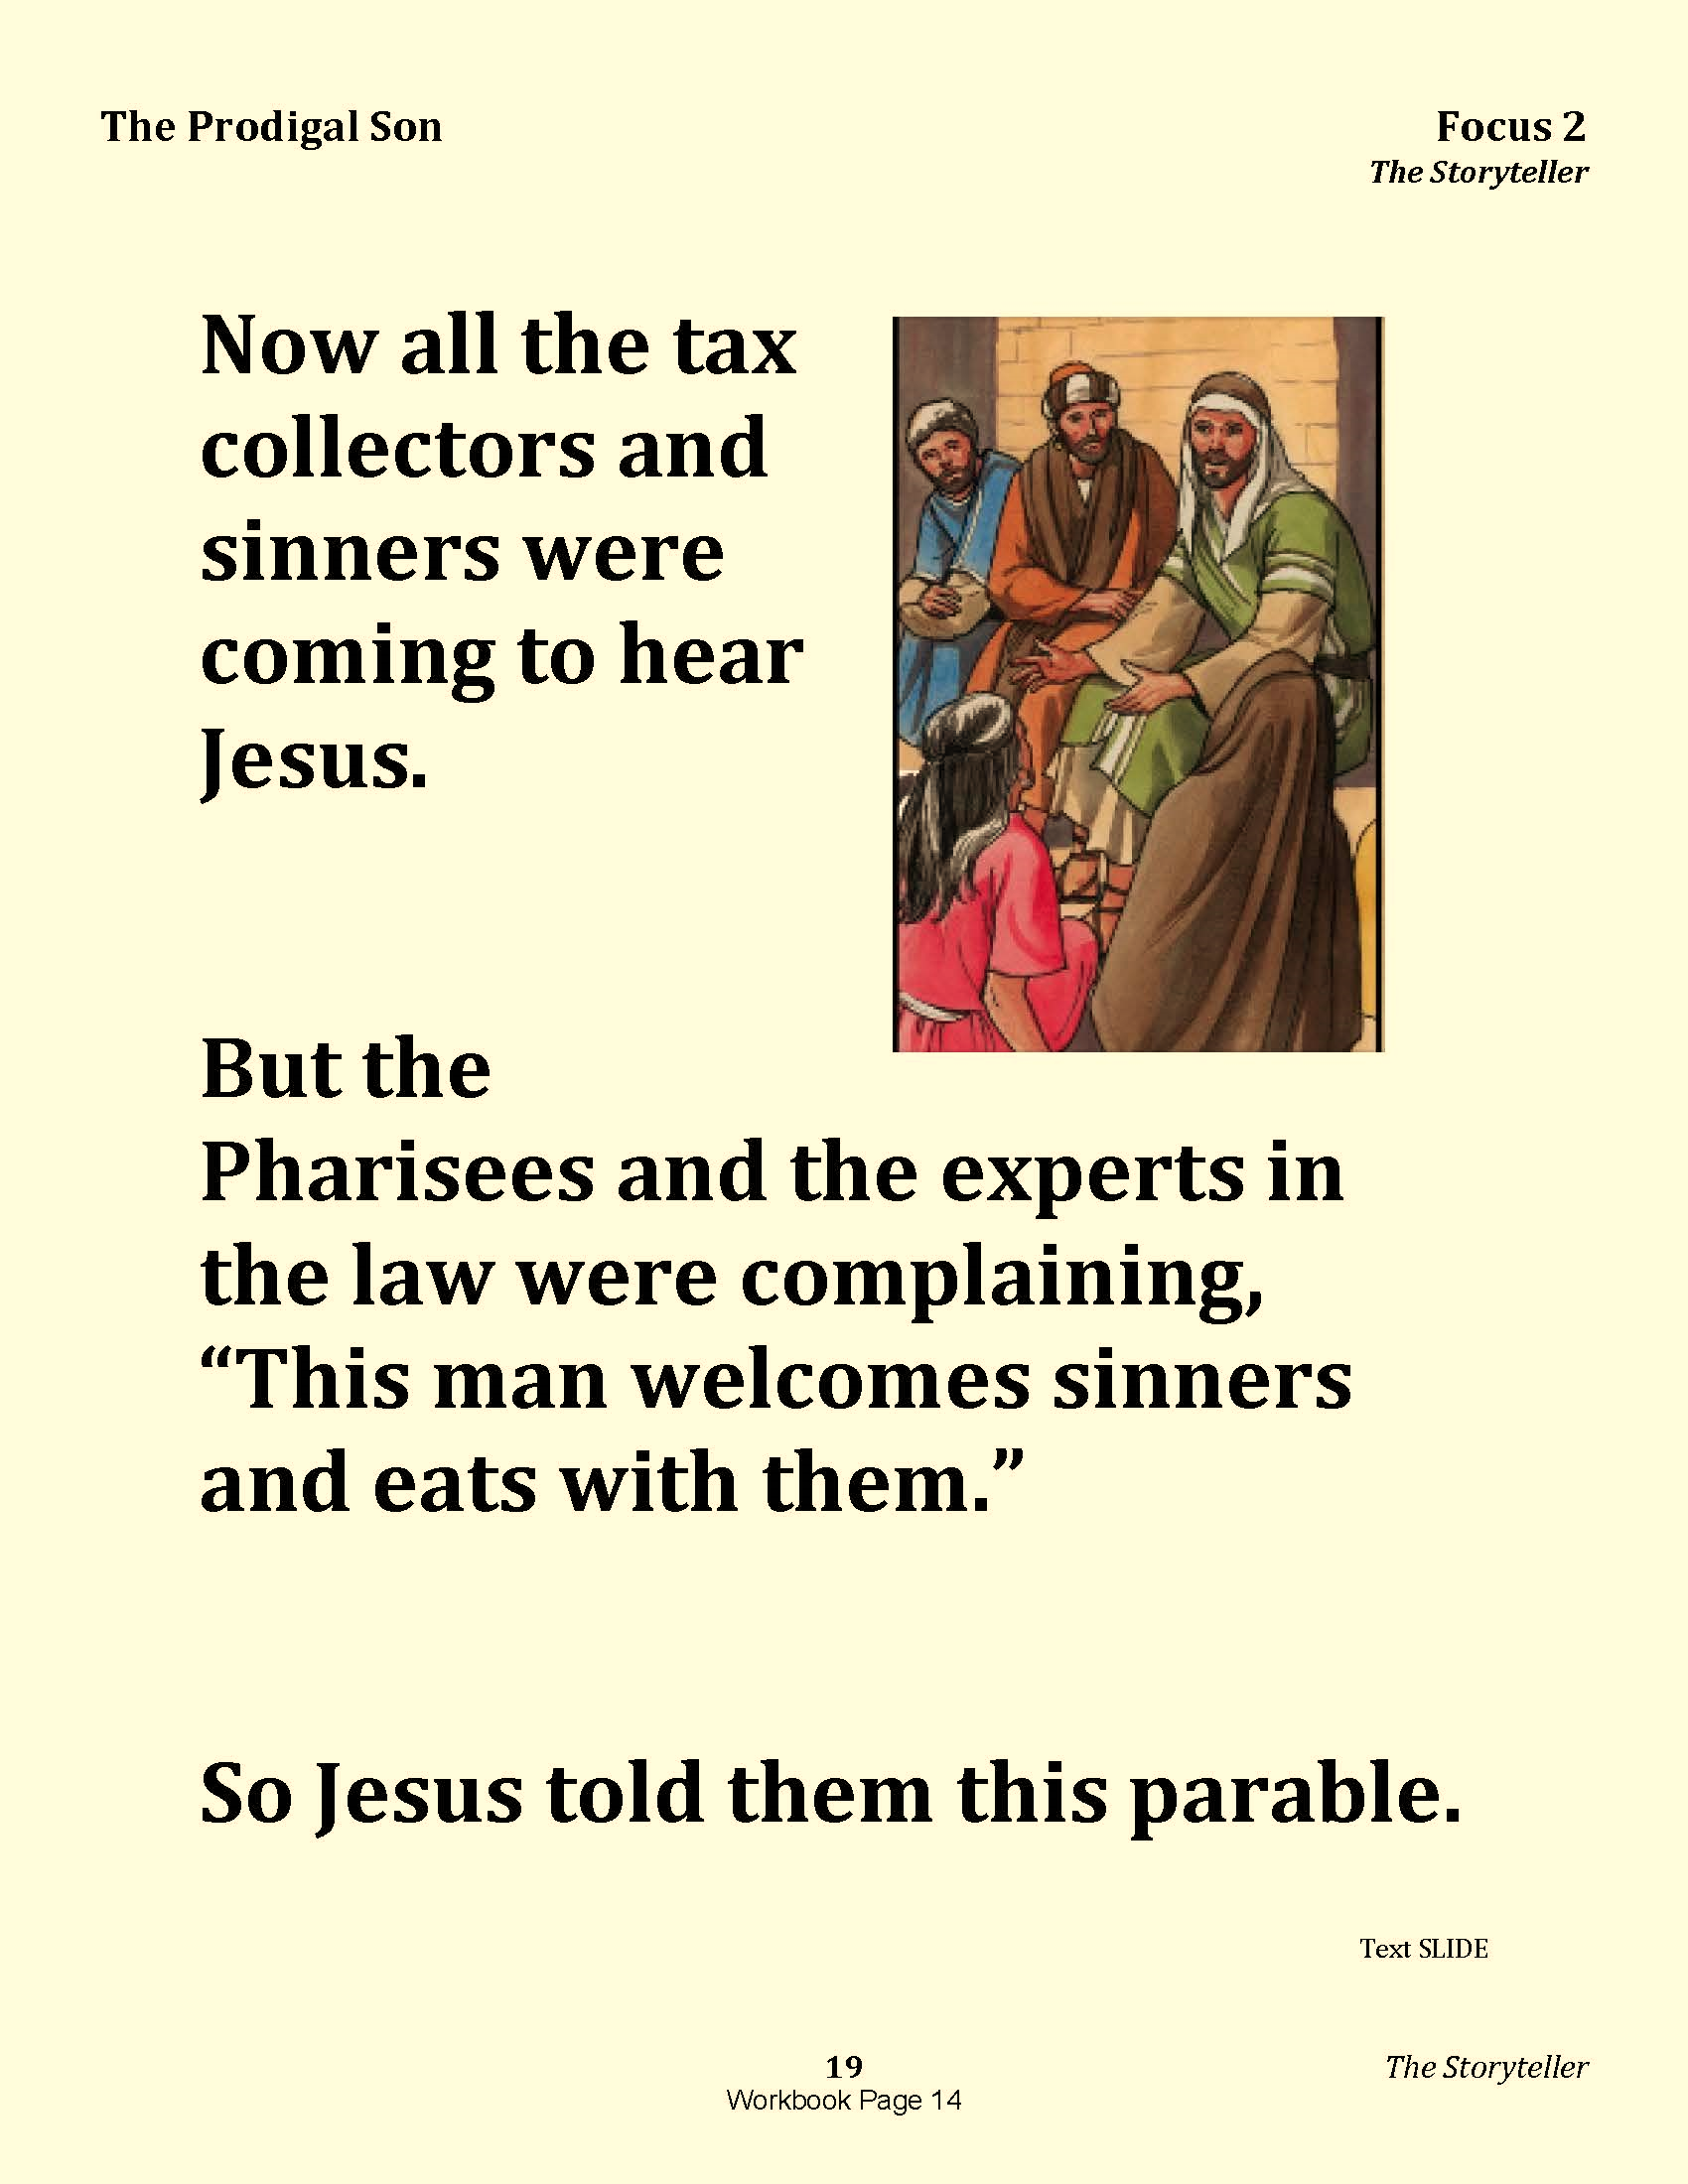 The Prodigal Son
Focus 2
The Storyteller
Now all the tax
collectors and
sinners were
coming to hear
Jesus.
But the
Pharisees and the experts in
the law were complaining,
“This man welcomes sinners
and eats with them.”
So Jesus told them this parable.
Text SLIDE
19
The Storyteller
Workbook Page 14